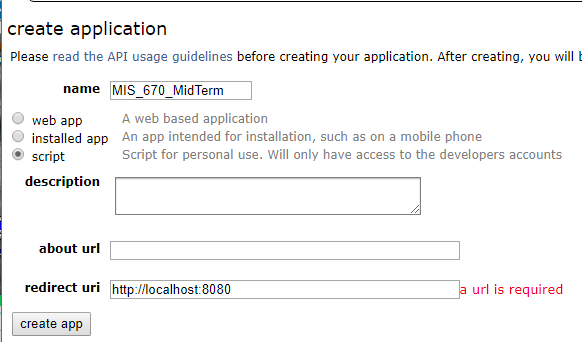 create application
Please read the API usage guidelines before creating your application. After creating, you will
name MIS_670_MidTerm
web app A web based application
installed app An app intended for installation, such as on a mobile phone
script Script for personal use. Will only have access to the developers accounts
description
about url
redirect uri http://localhost:8080 a url is required
create app